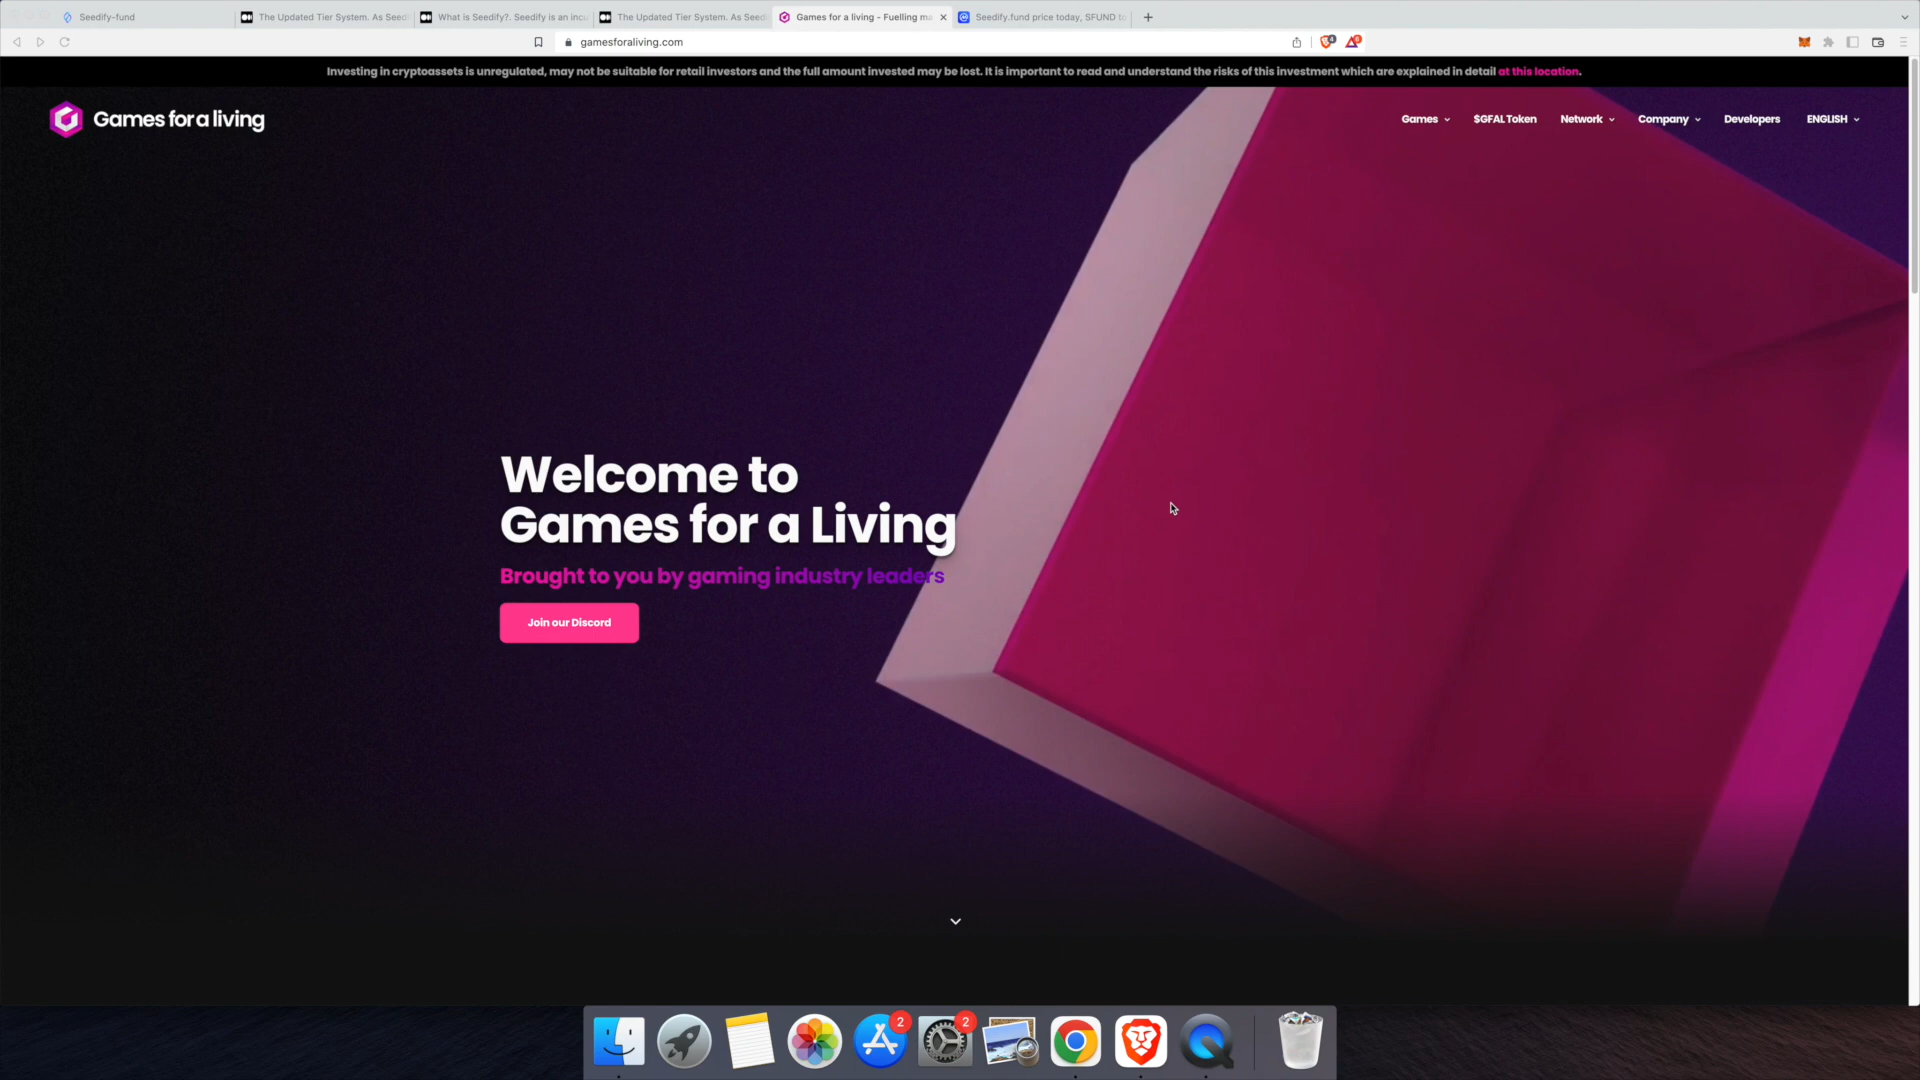 Seedify-fund
The Updated Tier System. As Seedi
What is Seedify?. Seedify is an incu
The Updated Tier System. As Seedi
Games for a living - Fuelling ma
Seedify.fund price today, SFUND to
gamesforaliving.com
Investing in cryptoassets is unregulated, may not be suitable for retail investors and the full amount invested may be lost. It is important to read and understand the risks of this investment which are explained in detail at this location.
Games for a living
Games
$GFAL Token
Network
Company
Developers
ENGLISH
Welcome to
Games for a Living
Brought to you by gaming industry leaders
Join our Discord
2
2